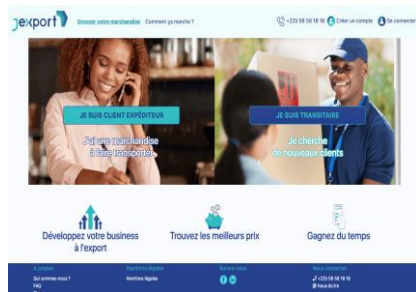 Jexport
Envoyer votre marchandise Comment ça marche ?
+225 58 58 18 18 Créer un compte Se connecter
JE SUIS CLIENT EXPÉDITEUR
J'ai une marchandise
à faire transporter
JE SUIS TRANSITAIRE
Je cherche
de nouveaux clients
Développez votre business
à l'export
Trouvez les meilleurs prix
Gagnez du temps
A propos
Mentions légales
Suivez-nous
Nous contacter
Qui sommes-nous ?
Mentions légales
+225 58 58 18 18
FAQ
Nous écrire